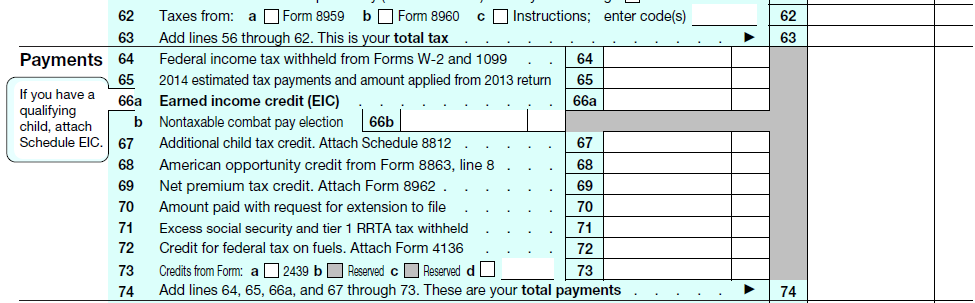 62 Taxes from: a Form 8959 b Form 8960 c Instructions; enter code(s) 62
63 Add lines 56 through 62. This is your total tax . . . . . . . . . . . . . ▶ 63
Payments 64 Federal income tax withheld from Forms W-2 and 1099 . . 64
65 2014 estimated tax payments and amount applied from 2013 return 65
If you have a
qualifying
child, attach
Schedule EIC.
66a Earned income credit (EIC) . . . . . . . . . . 66a
b Nontaxable combat pay election 66b
67 Additional child tax credit. Attach Schedule 8812 . . . . . 67
68 American opportunity credit from Form 8863, line 8 . . . 68
69 Net premium tax credit. Attach Form 8962 . . . . . . 69
70 Amount paid with request for extension to file . . . . . 70
71 Excess social security and tier 1 RRTA tax withheld . . . . 71
72 Credit for federal tax on fuels. Attach Form 4136 . . . . 72
73 Credits from Form: a 2439 b Reserved c Reserved d 73
74 Add lines 64, 65, 66a, and 67 through 73. These are your total payments . . . . . ▶ 74